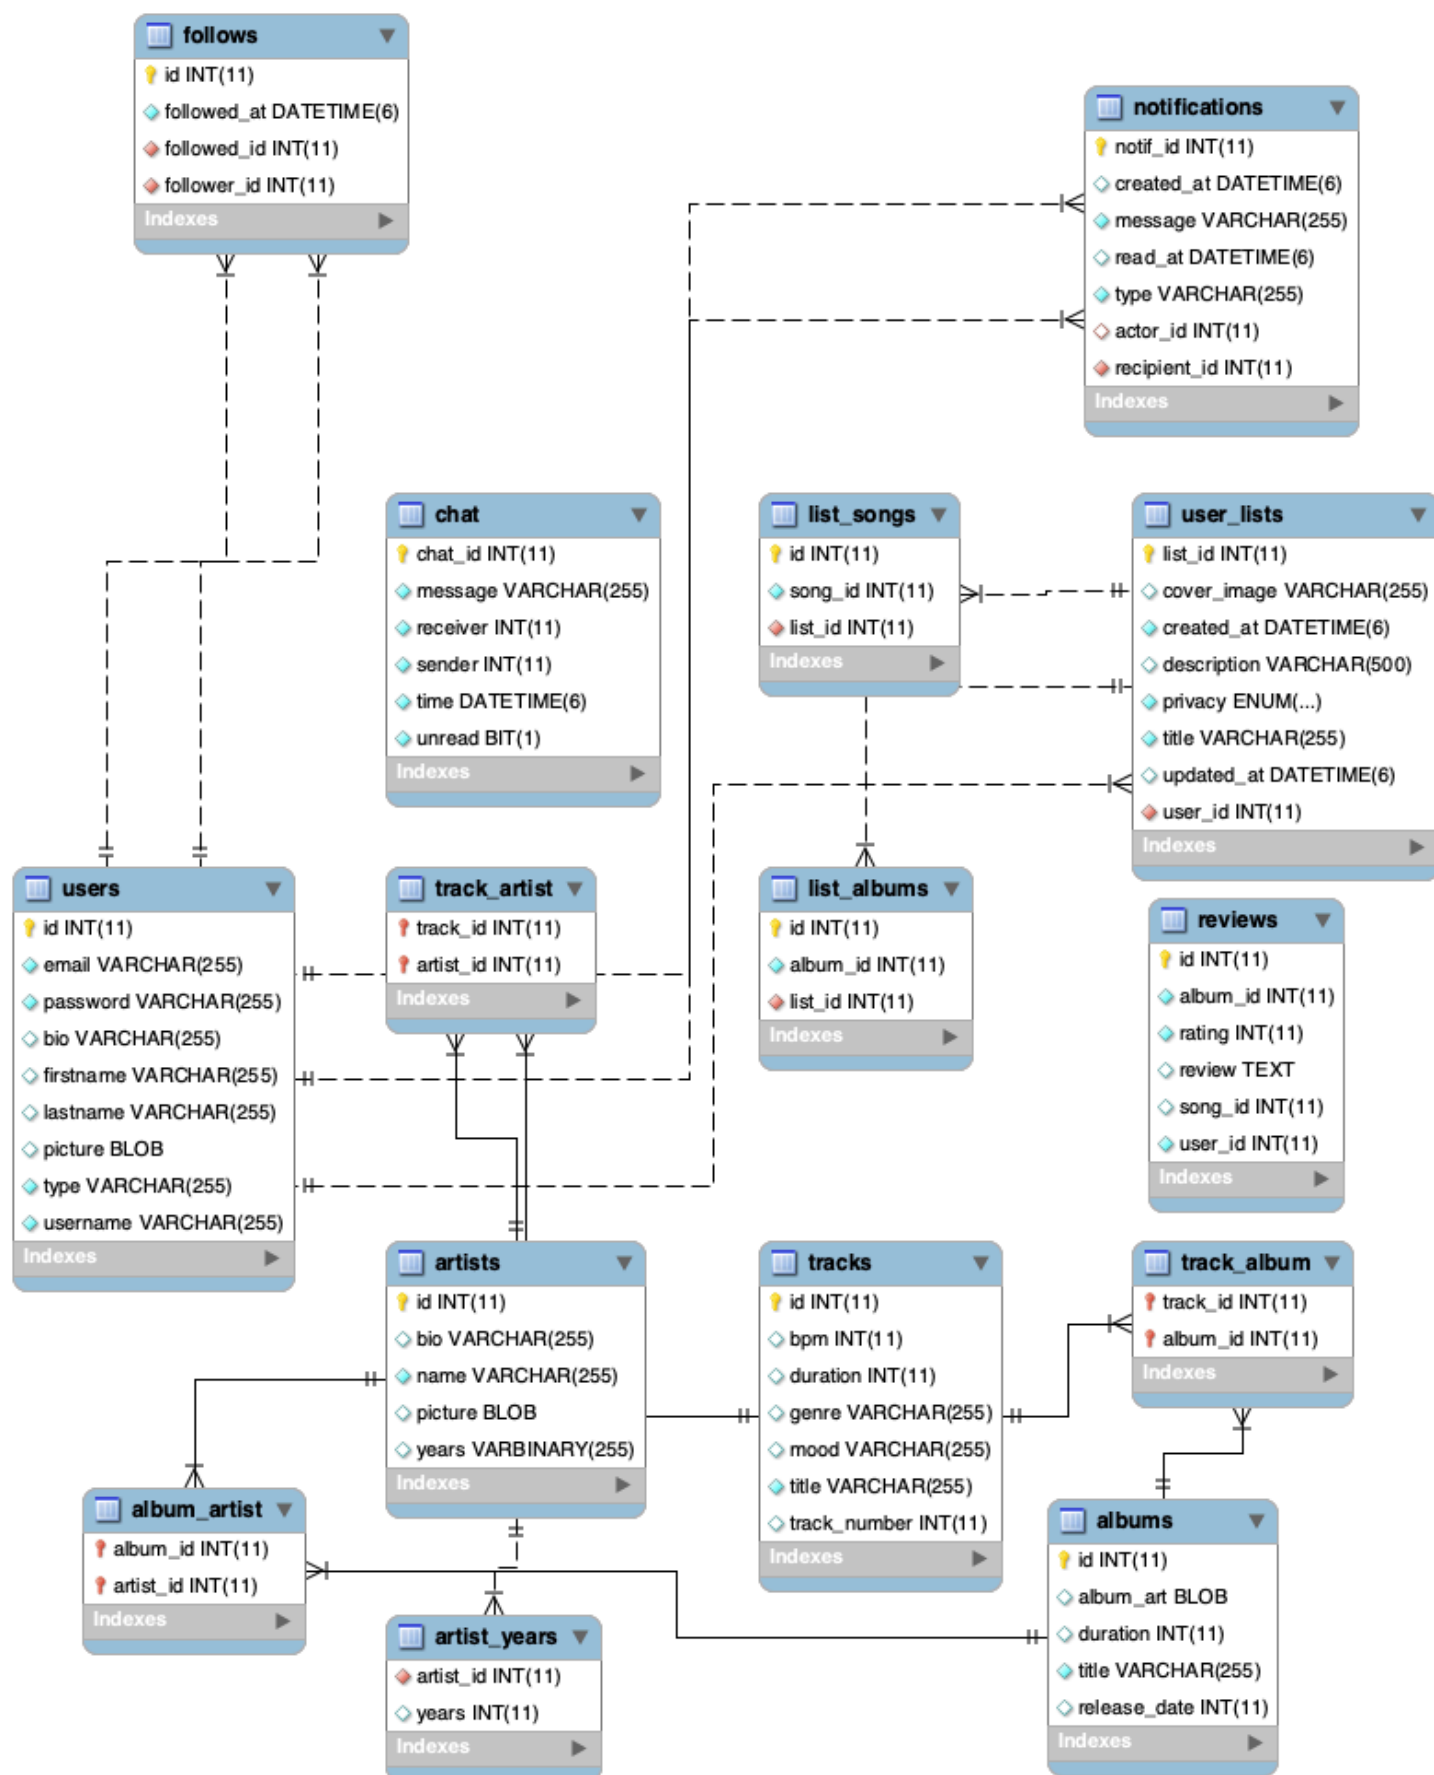 follows
id INT(11)
followed_at DATETIME(6)
followed_id INT(11)
follower_id INT(11)
Indexes
notifications
notif_id INT(11)
created_at DATETIME(6)
message VARCHAR(255)
read_at DATETIME(6)
type VARCHAR(255)
actor_id INT(11)
recipient_id INT(11)
Indexes
chat
chat_id INT(11)
message VARCHAR(255)
receiver INT(11)
sender INT(11)
time DATETIME(6)
unread BIT(1)
Indexes
list_songs
id INT(11)
song_id INT(11)
list_id INT(11)
Indexes
user_lists
list_id INT(11)
cover_image VARCHAR(255)
created_at DATETIME(6)
description VARCHAR(500)
privacy ENUM(...)
title VARCHAR(255)
updated_at DATETIME(6)
user_id INT(11)
Indexes
users
id INT(11)
email VARCHAR(255)
password VARCHAR(255)
bio VARCHAR(255)
firstname VARCHAR(255)
lastname VARCHAR(255)
picture BLOB
type VARCHAR(255)
username VARCHAR(255)
Indexes
track_artist
track_id INT(11)
artist_id INT(11)
Indexes
list_albums
id INT(11)
album_id INT(11)
list_id INT(11)
Indexes
reviews
id INT(11)
album_id INT(11)
rating INT(11)
review TEXT
song_id INT(11)
user_id INT(11)
Indexes
artists
id INT(11)
bio VARCHAR(255)
name VARCHAR(255)
picture BLOB
years VARBINARY(255)
Indexes
tracks
id INT(11)
bpm INT(11)
duration INT(11)
genre VARCHAR(255)
mood VARCHAR(255)
title VARCHAR(255)
track_number INT(11)
Indexes
track_album
track_id INT(11)
album_id INT(11)
Indexes
album_artist
album_id INT(11)
artist_id INT(11)
Indexes
artist_years
artist_id INT(11)
years INT(11)
Indexes
albums
id INT(11)
album_art BLOB
duration INT(11)
title VARCHAR(255)
release_date INT(11)
Indexes